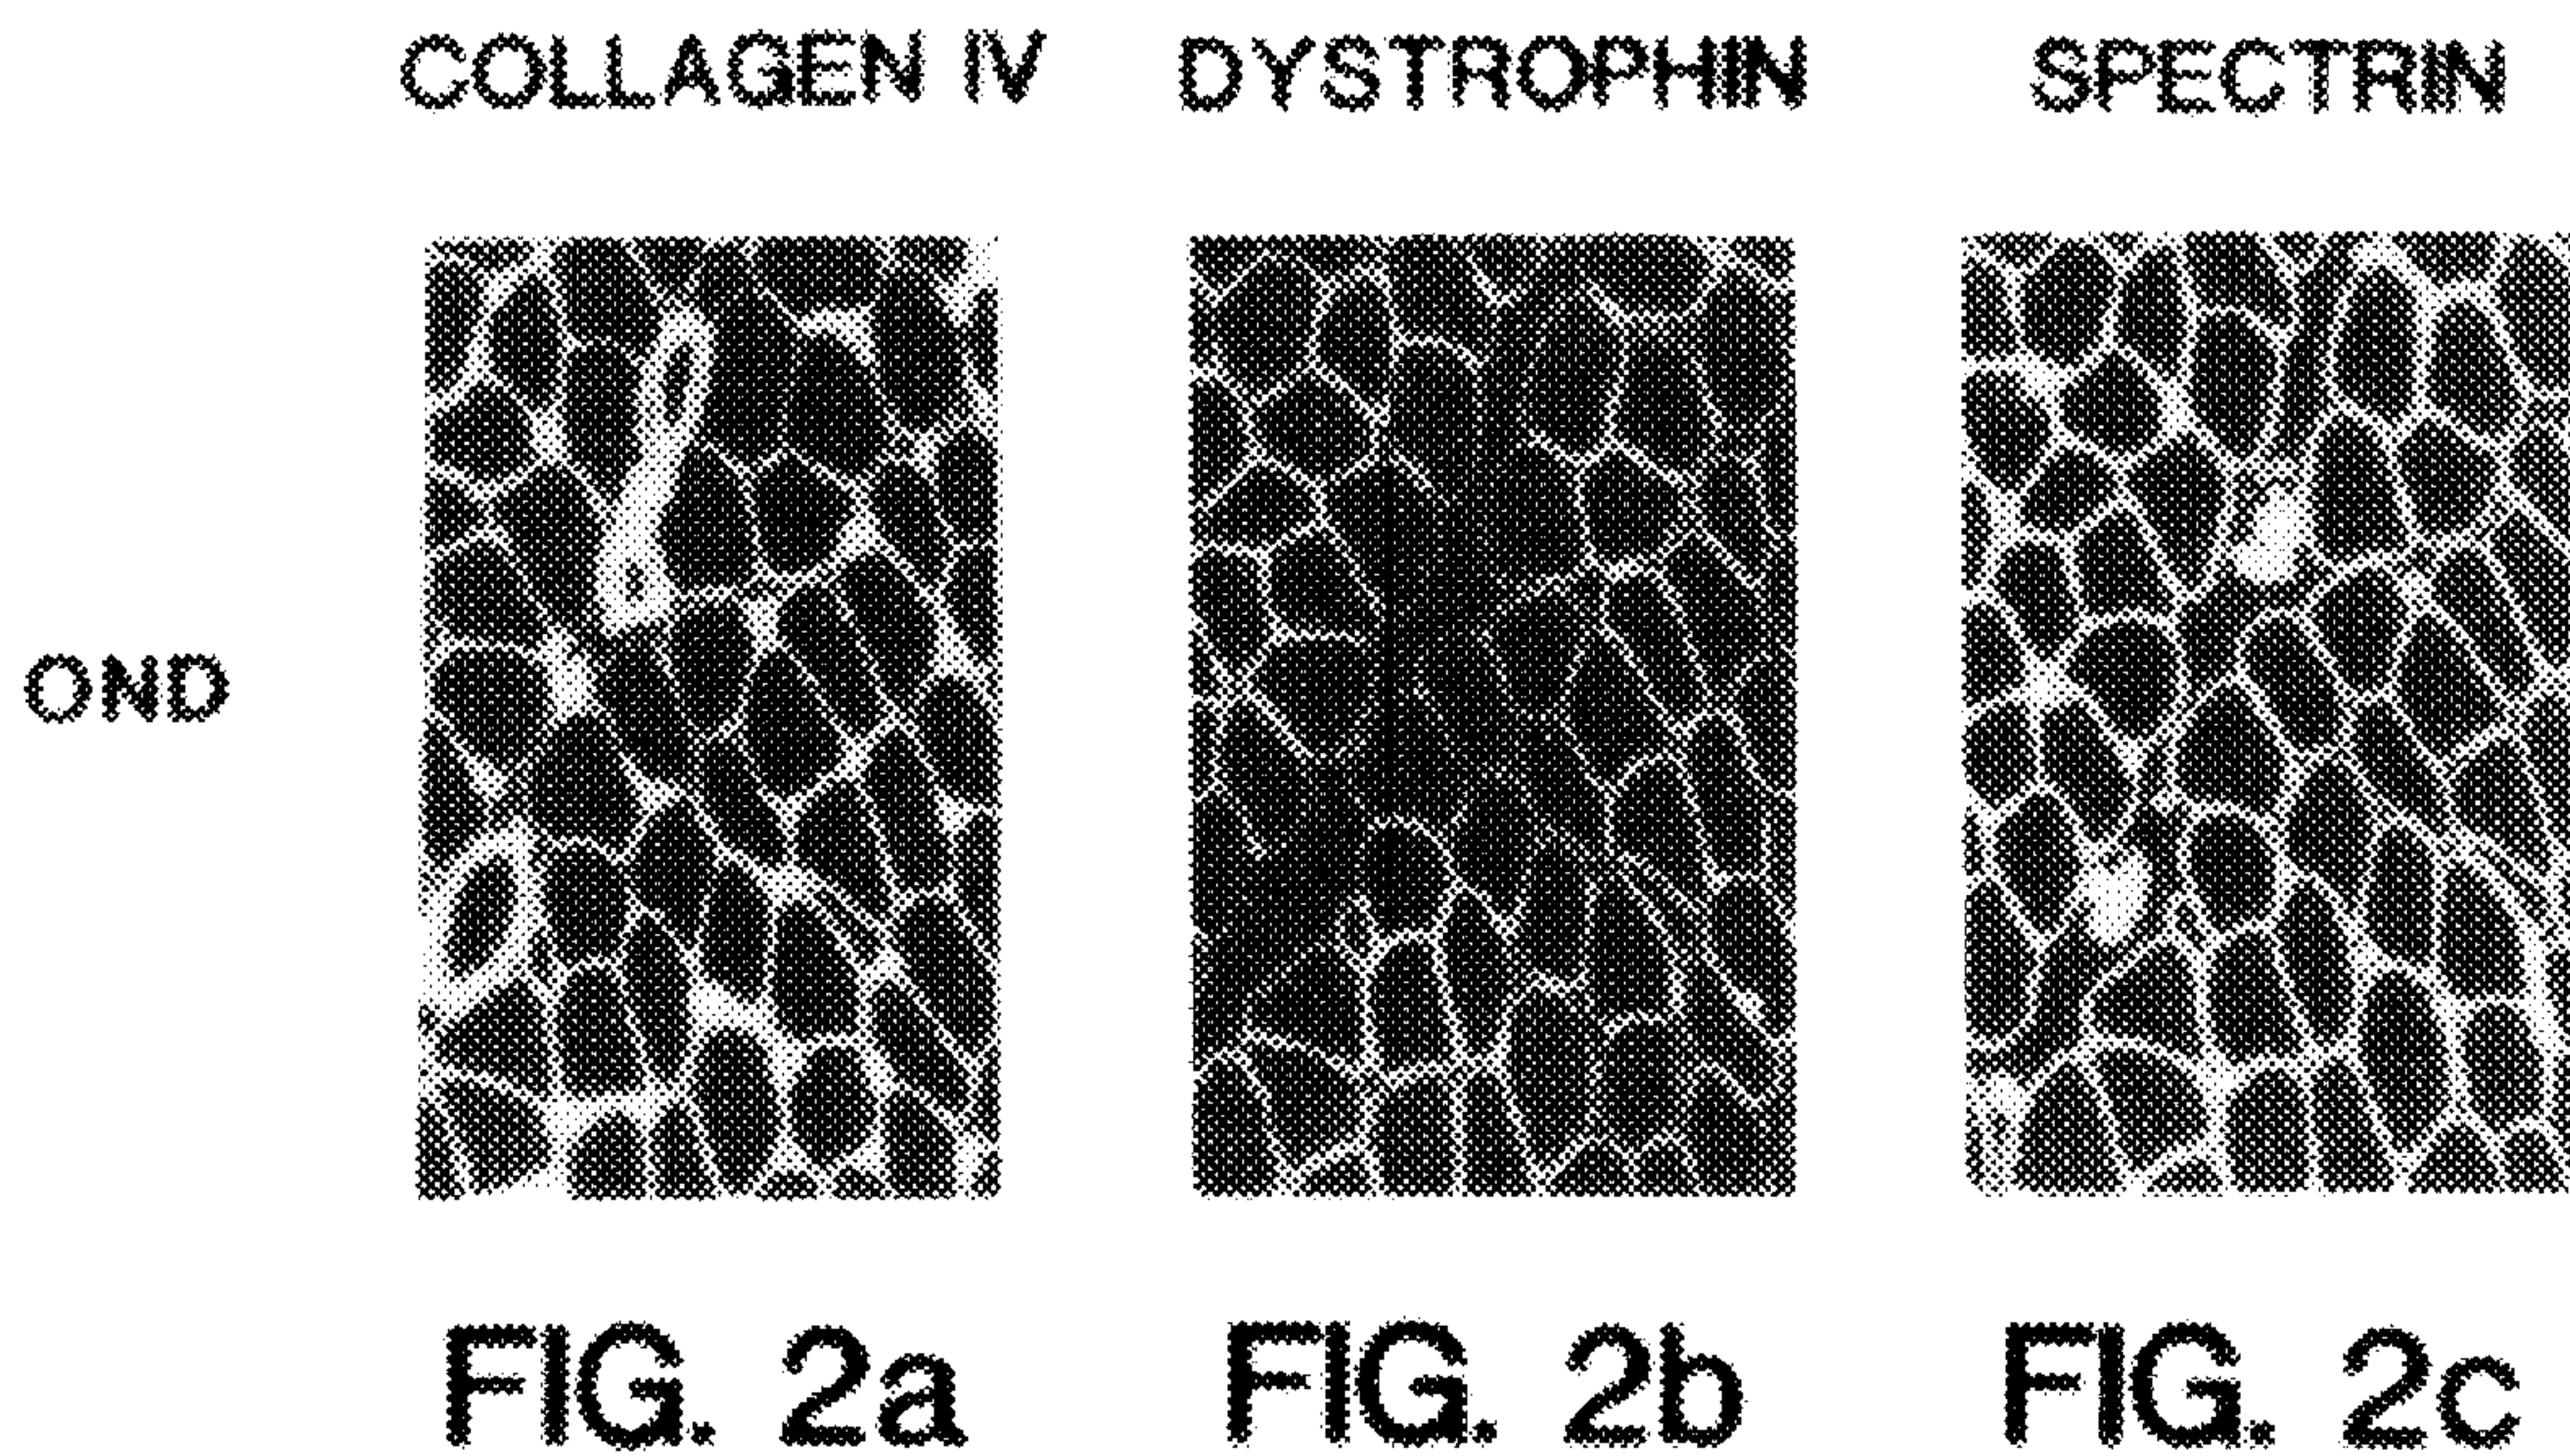 COLLAGEN IV DYSTROPHIN SPECTRIN
OND
FIG. 2a FIG. 2b FIG. 2c